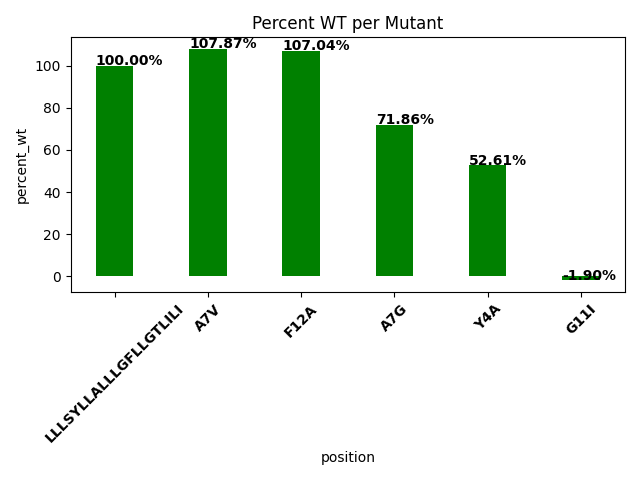 Percent WT per Mutant
100.00%
107.87%
107.04%
71.86%
52.61%
-1.90%
percent_wt
100
80
60
40
20
0
LLLSYLLALLLGFLLGTLILI
A7V
F12A
A7G
Y4A
G11I
position